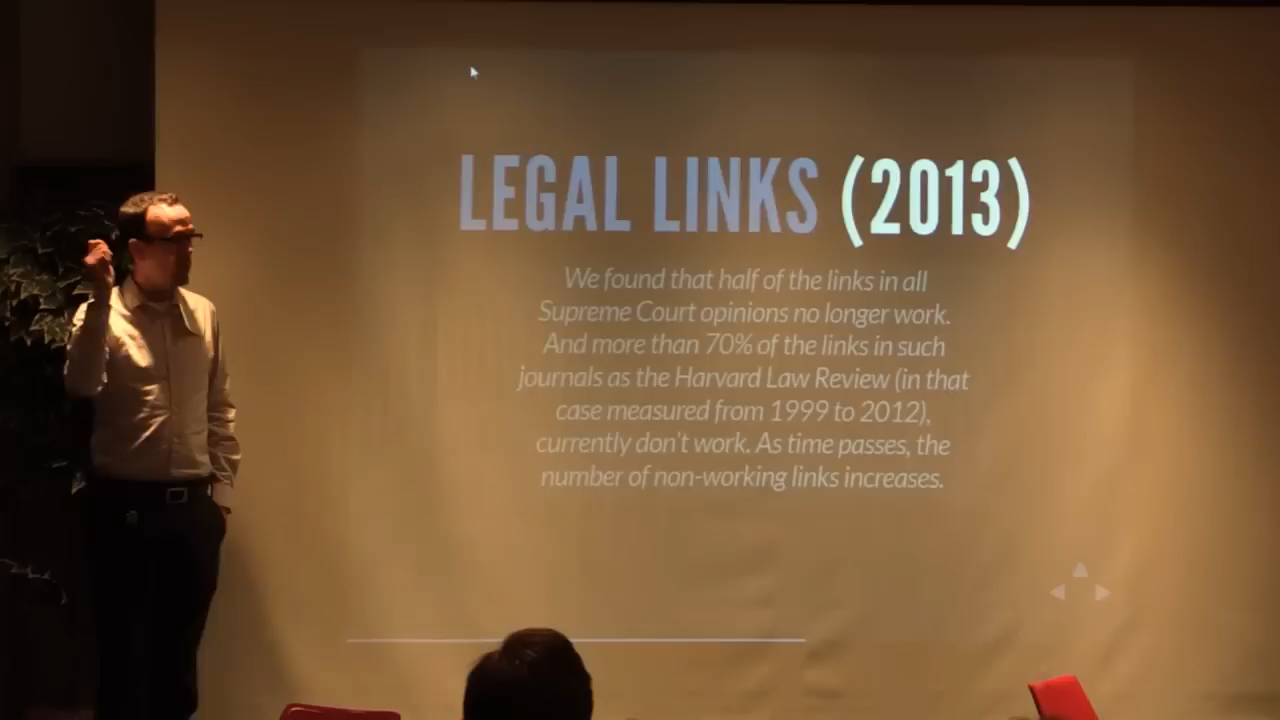 LEGAL LINKS (2013)
We found that half of the links in all
Supreme Court opinions no longer work.
And more than 70% of the links in such
journals as the Harvard Law Review (in that
case measured from 1999 to 2012),
currently don't work. As time passes, the
number of non-working links increases.